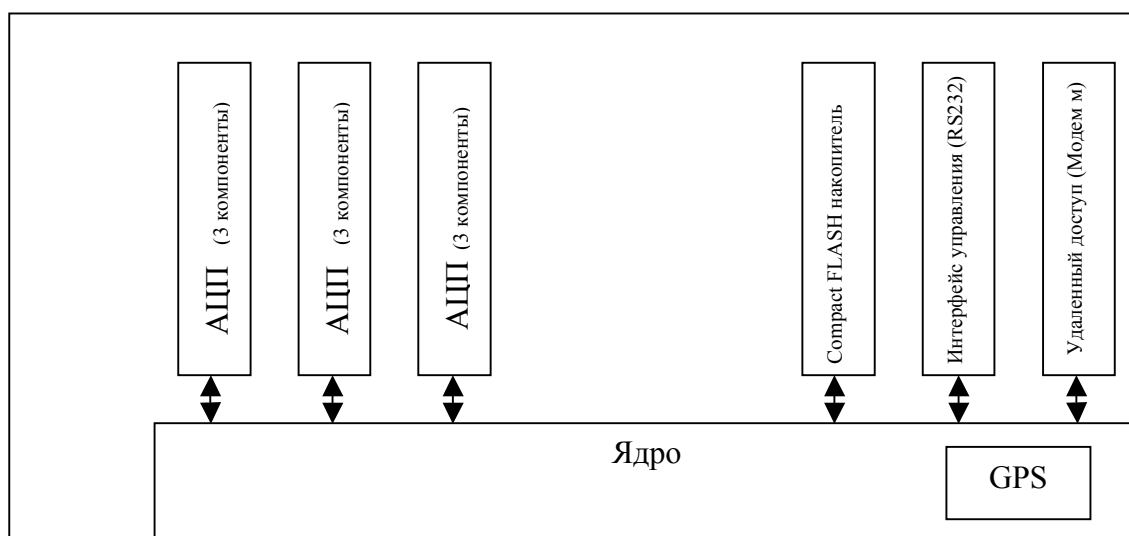 АЦП (3 компоненты)
АЦП (3 компоненты)
АЦП (3 компоненты)
Compact FLASH накопитель
Интерфейс управления (RS232)
Удаленный доступ (Модем м)
Ядро
GPS